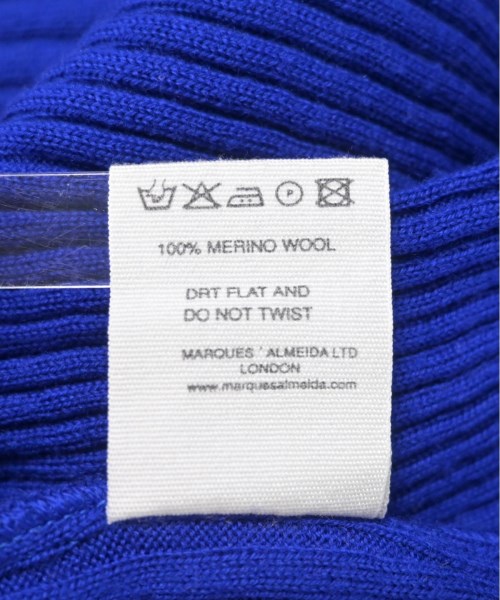 P
100% MERINO WOOL
DRT FLAT AND
DO NOT TWIST
MARQUES ´ALMEIDA LTD
LONDON
www.marquesalmeida.com